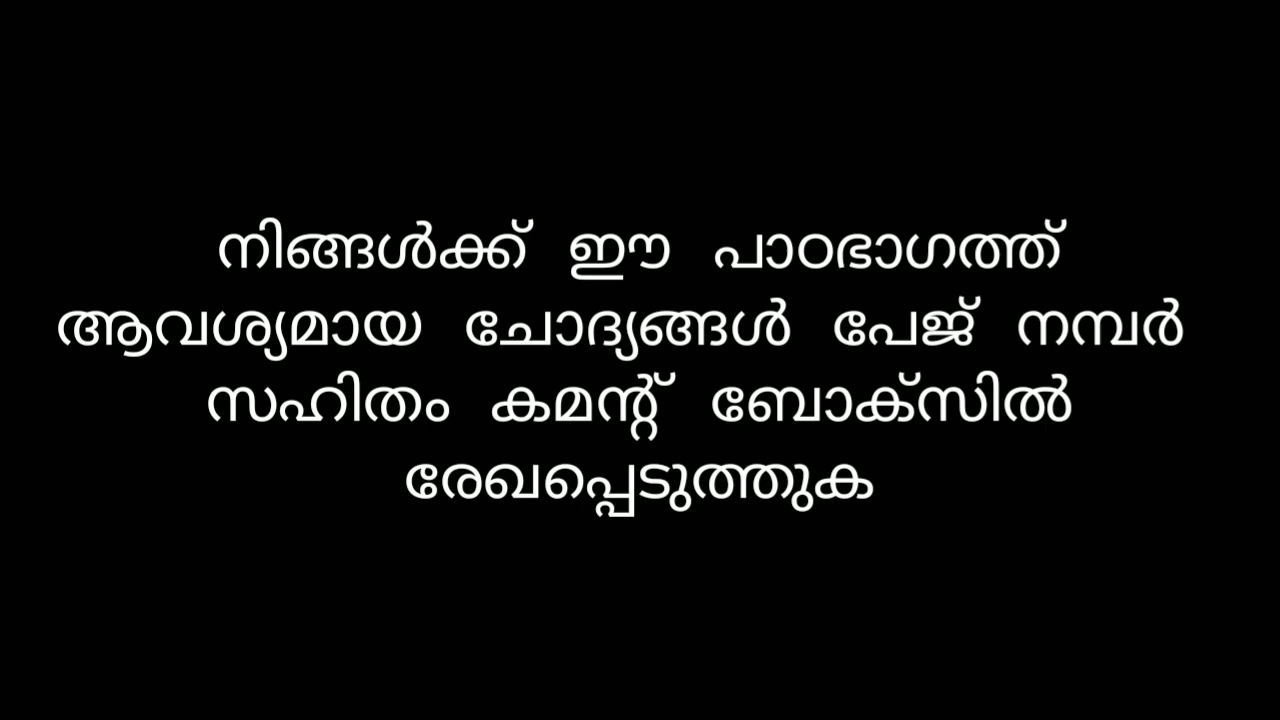 നിങ്ങൾക്ക് ഈ പാഠഭാഗത്ത്
ആവശ്യമായ ചോദ്യങ്ങൾ പേജ് നമ്പർ
സഹിതം കമന്റ് ബോക്സിൽ
രേഖപ്പെടുത്തുക